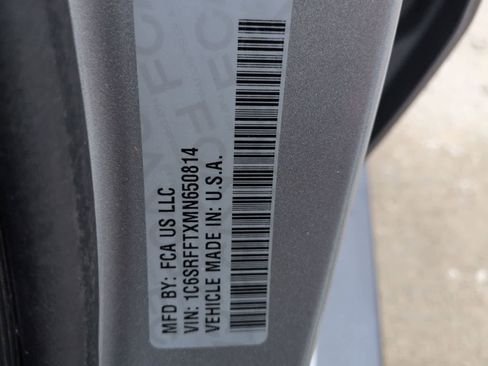 MFD BY: FCA US LLC
VIN: 1C6SRFFTXMN650814
VEHICLE MADE IN: U.S.A.